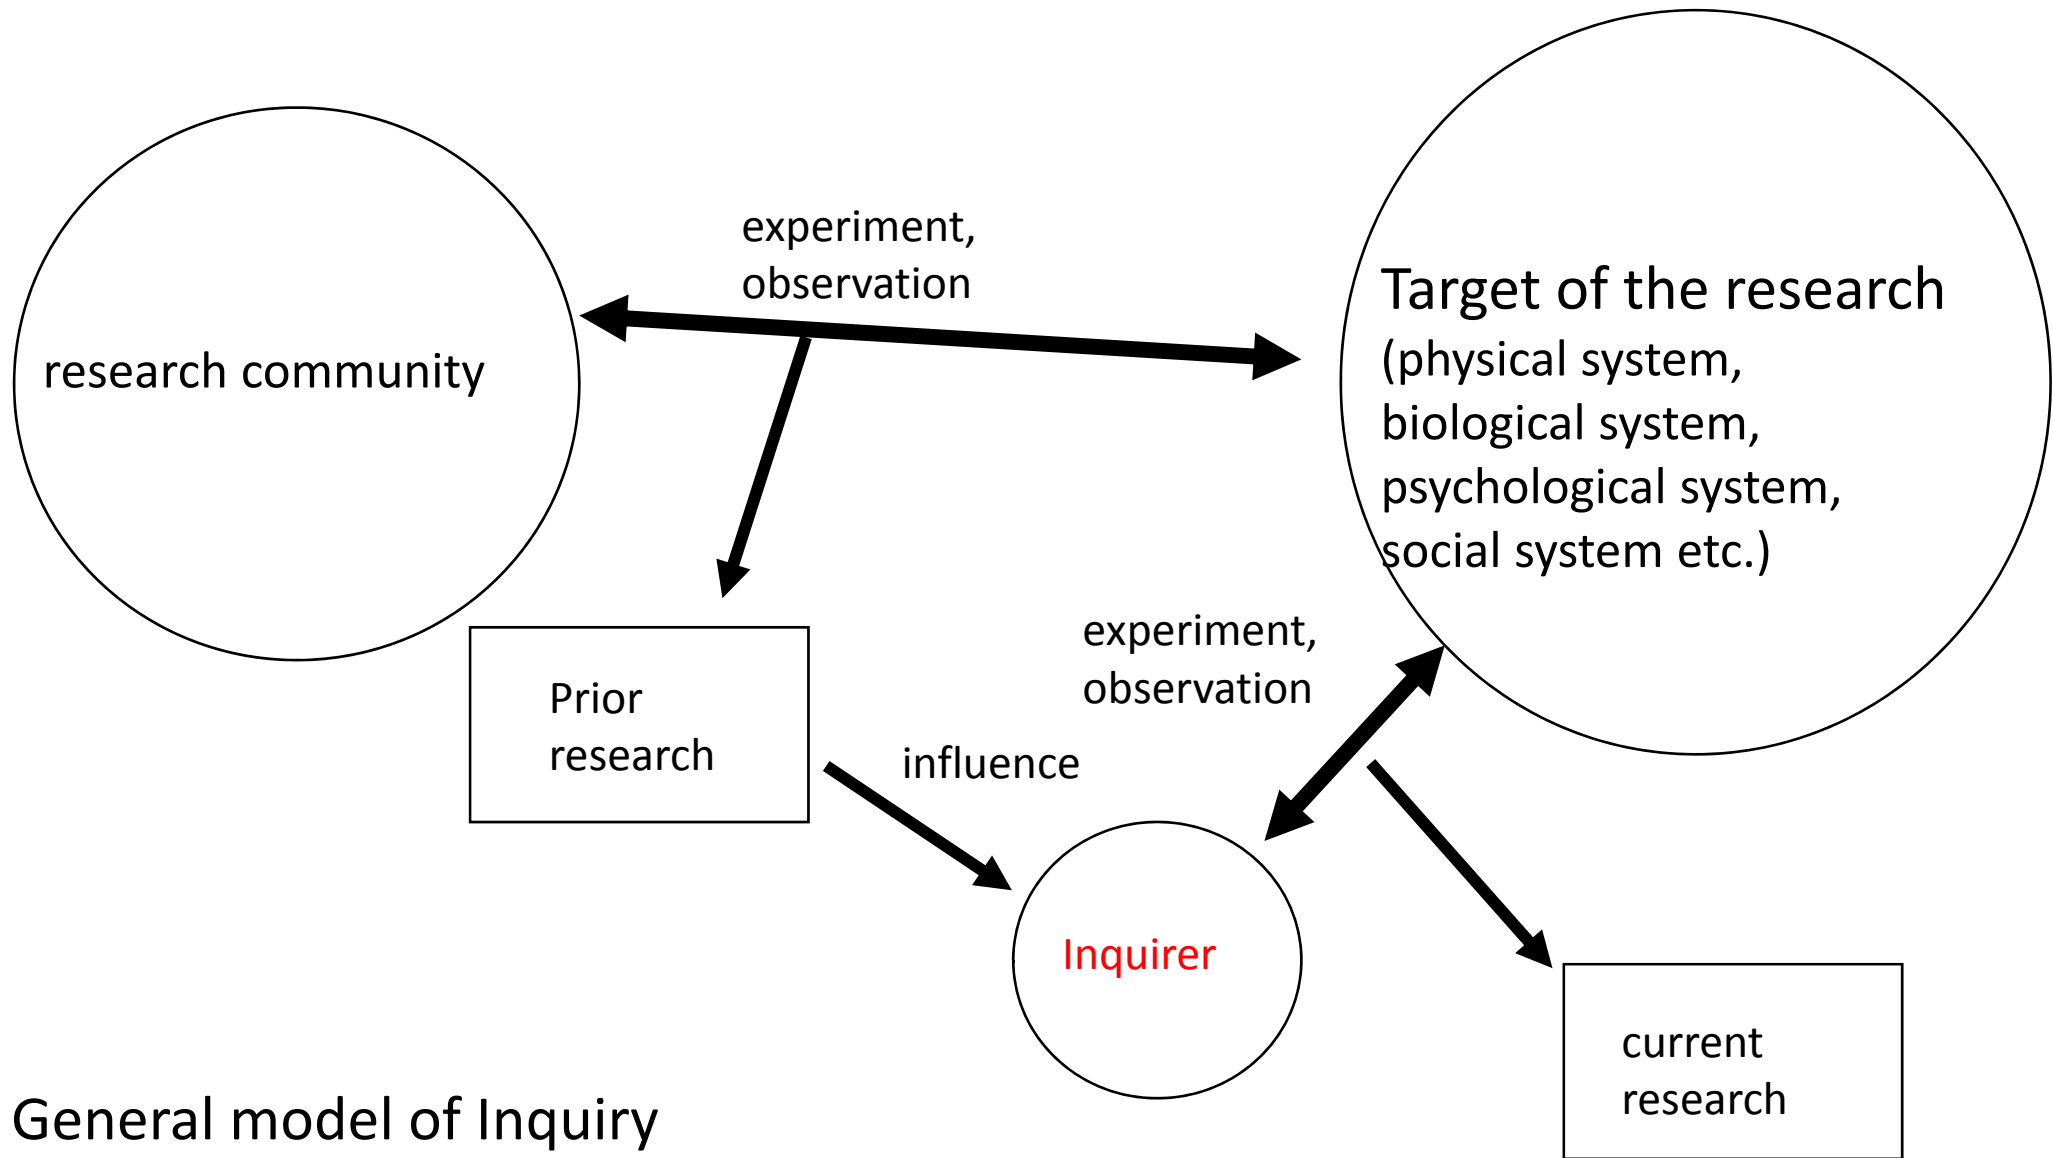 experiment,
observation
research community
Target of the research
(physical system,
biological system,
psychological system,
social system etc.)
experiment,
observation
Prior
research
influence
Inquirer
current
research
General model of Inquiry